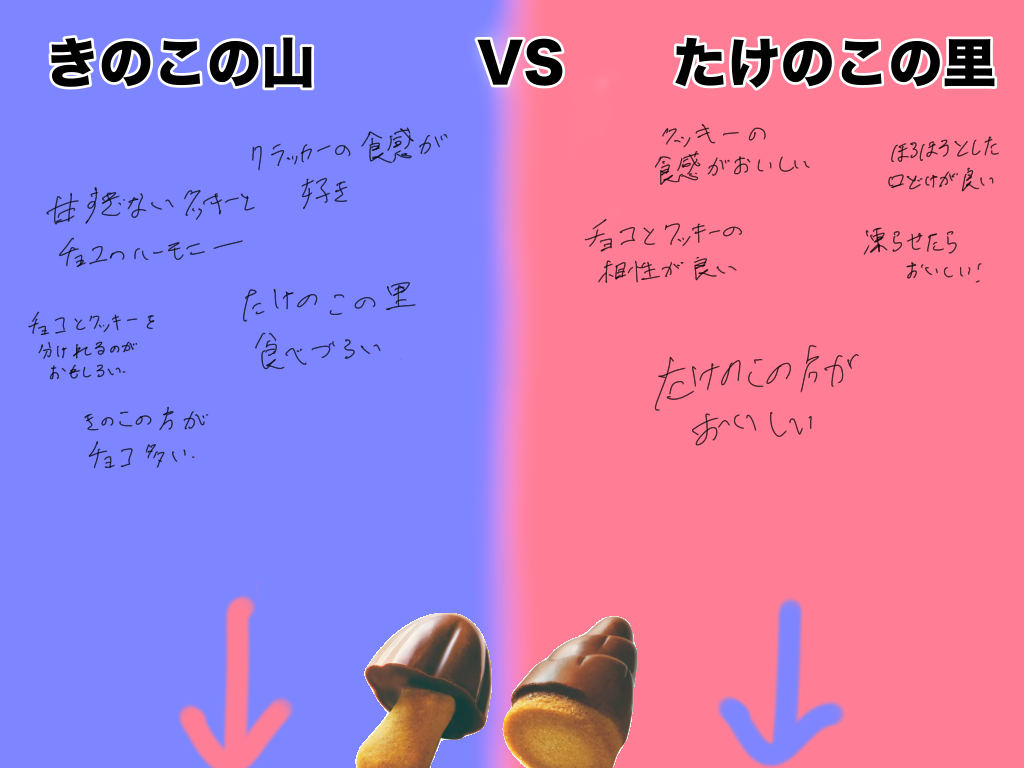 きのこの山
VS
たけのこの里
クラッカーの食感が
好き
甘すぎないクッキーと
チョコのハーモニー
たけのこの里
食べづらい
チョコとクッキーを
分けれるのが
おもしろい.
きのこの方が
チョコ多い.
クッキーの
食感がおいしい
ほろほろとした
口どけが良い
チョコとクッキーの
相性が良い
凍らせたら
おいしい!
たけのこの方が
おいしい